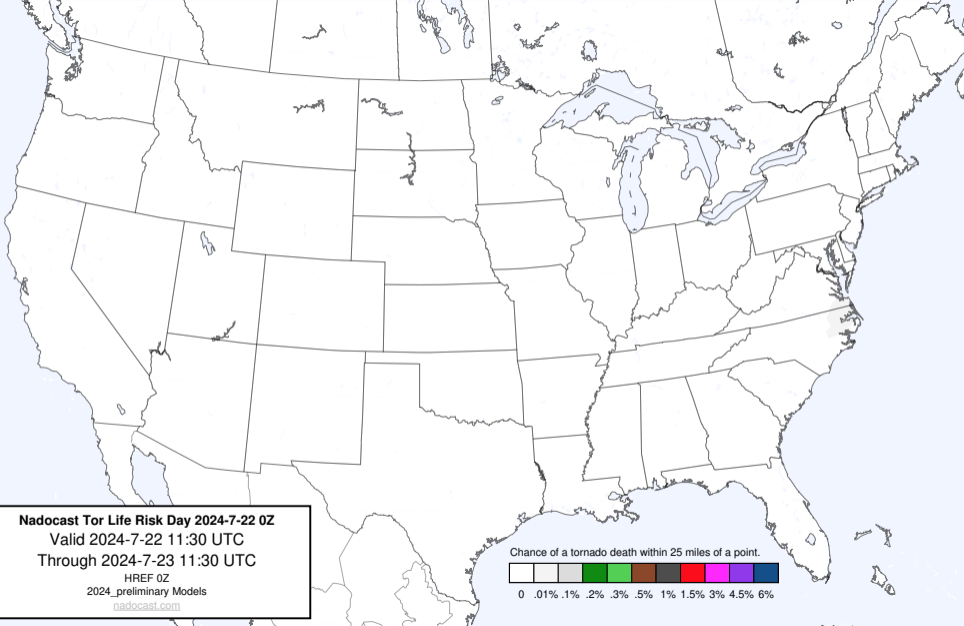 Nadocast Tor Life Risk Day 2024-7-22 0Z
Valid 2024-7-22 11:30 UTC
Through 2024-7-23 11:30 UTC
HREF 0Z
2024_preliminary Models
nadocast.com
Chance of a tornado death within 25 miles of a point.
0 .01% .1% .2% .3% .5% 1% 1.5% 3% 4.5% 6%